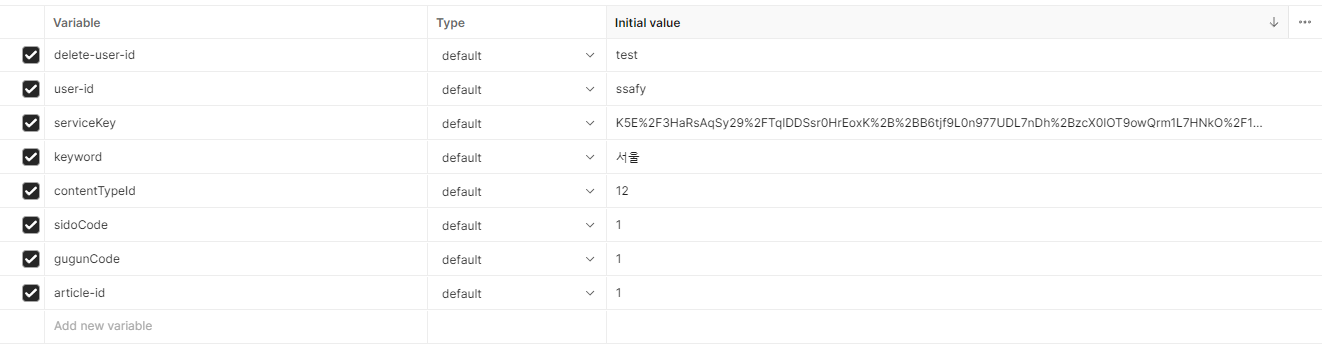 Variable Type Initial value
delete-user-id default test
user-id default ssafy
serviceKey default K5E%2F3HaRsAqSy29%2FTqlDDSsr0HrEoxK%2B%2BB6tjf9L0n977UDL7nDh%2BzcX0lOT9owQrm1L7HNkO%2F1...
keyword default 서울
contentTypeId default 12
sidoCode default 1
gugunCode default 1
article-id default 1
Add new variable